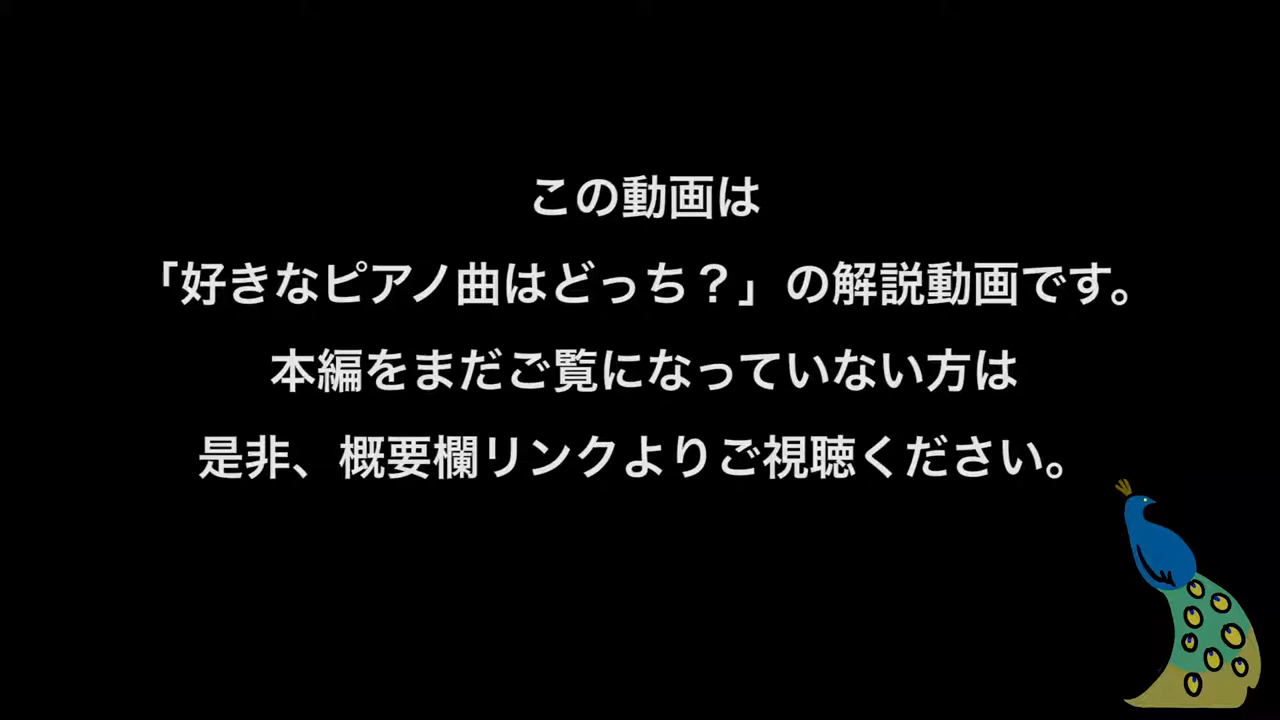 この動画は
「好きなピアノ曲はどっち？」の解説動画です。
本編をまだご覧になっていない方は
是非、概要欄リンクよりご視聴ください。